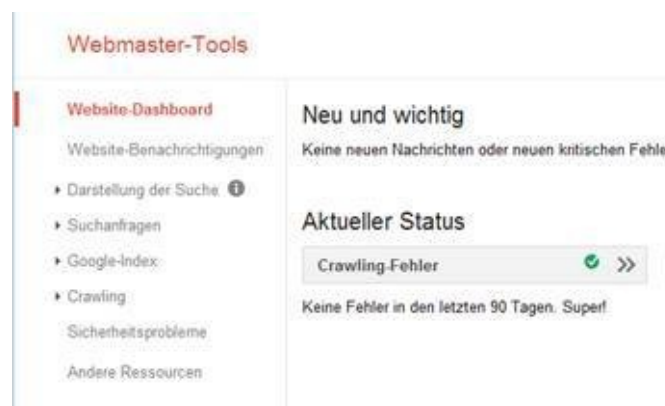 Webmaster-Tools
Website-Dashboard
Website-Benachrichtigungen
Darstellung der Suche
Suchanfragen
Google-Index
Crawling
Sicherheitsprobleme
Andere Ressourcen
Neu und wichtig
Keine neuen Nachrichten oder neuen kritischen Fehle
Aktueller Status
Crawling-Fehler
Keine Fehler in den letzten 90 Tagen. Super!